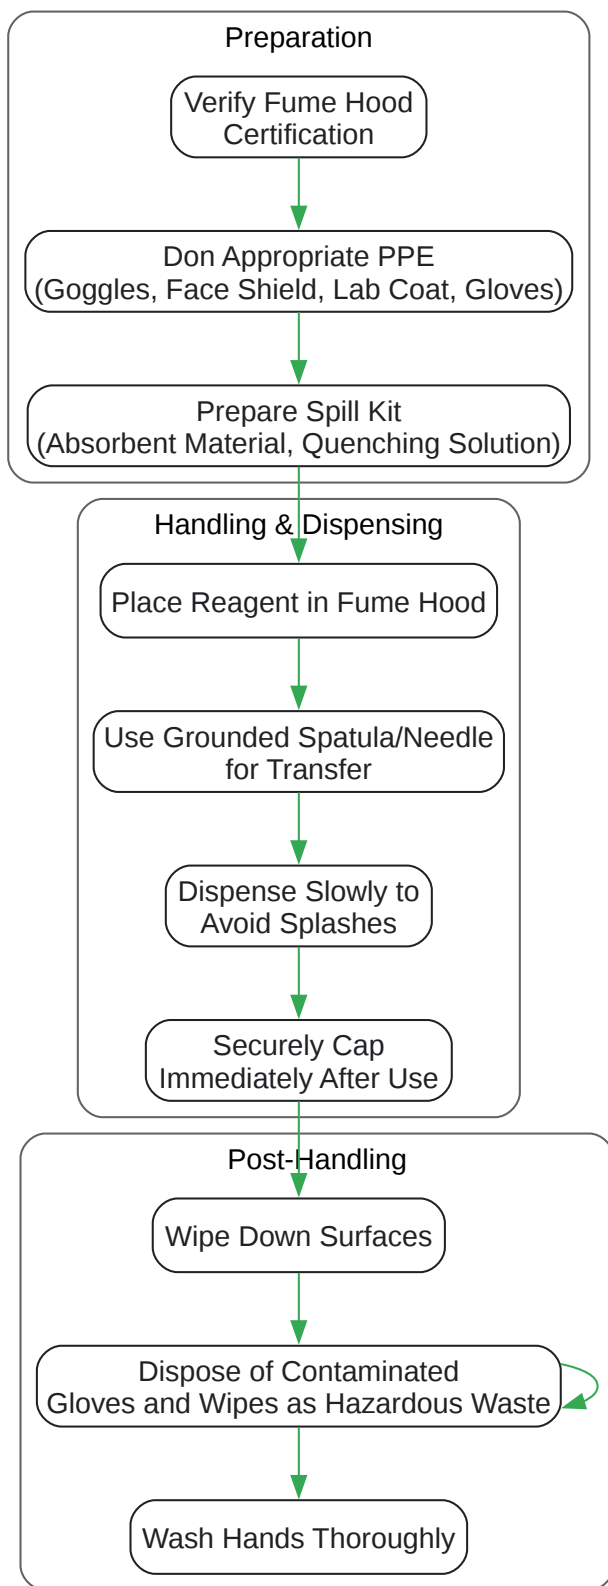 Preparation
Verify Fume Hood
Certification
Don Appropriate PPE
(Goggles, Face Shield, Lab Coat, Gloves)
Prepare Spill Kit
(Absorbent Material, Quenching Solution)
Handling & Dispensing
Place Reagent in Fume Hood
Use Grounded Spatula/Needle
for Transfer
Dispense Slowly to
Avoid Splashes
Securely Cap
Immediately After Use
Post-Handling
Wipe Down Surfaces
Dispose of Contaminated
Gloves and Wipes as Hazardous Waste
Wash Hands Thoroughly